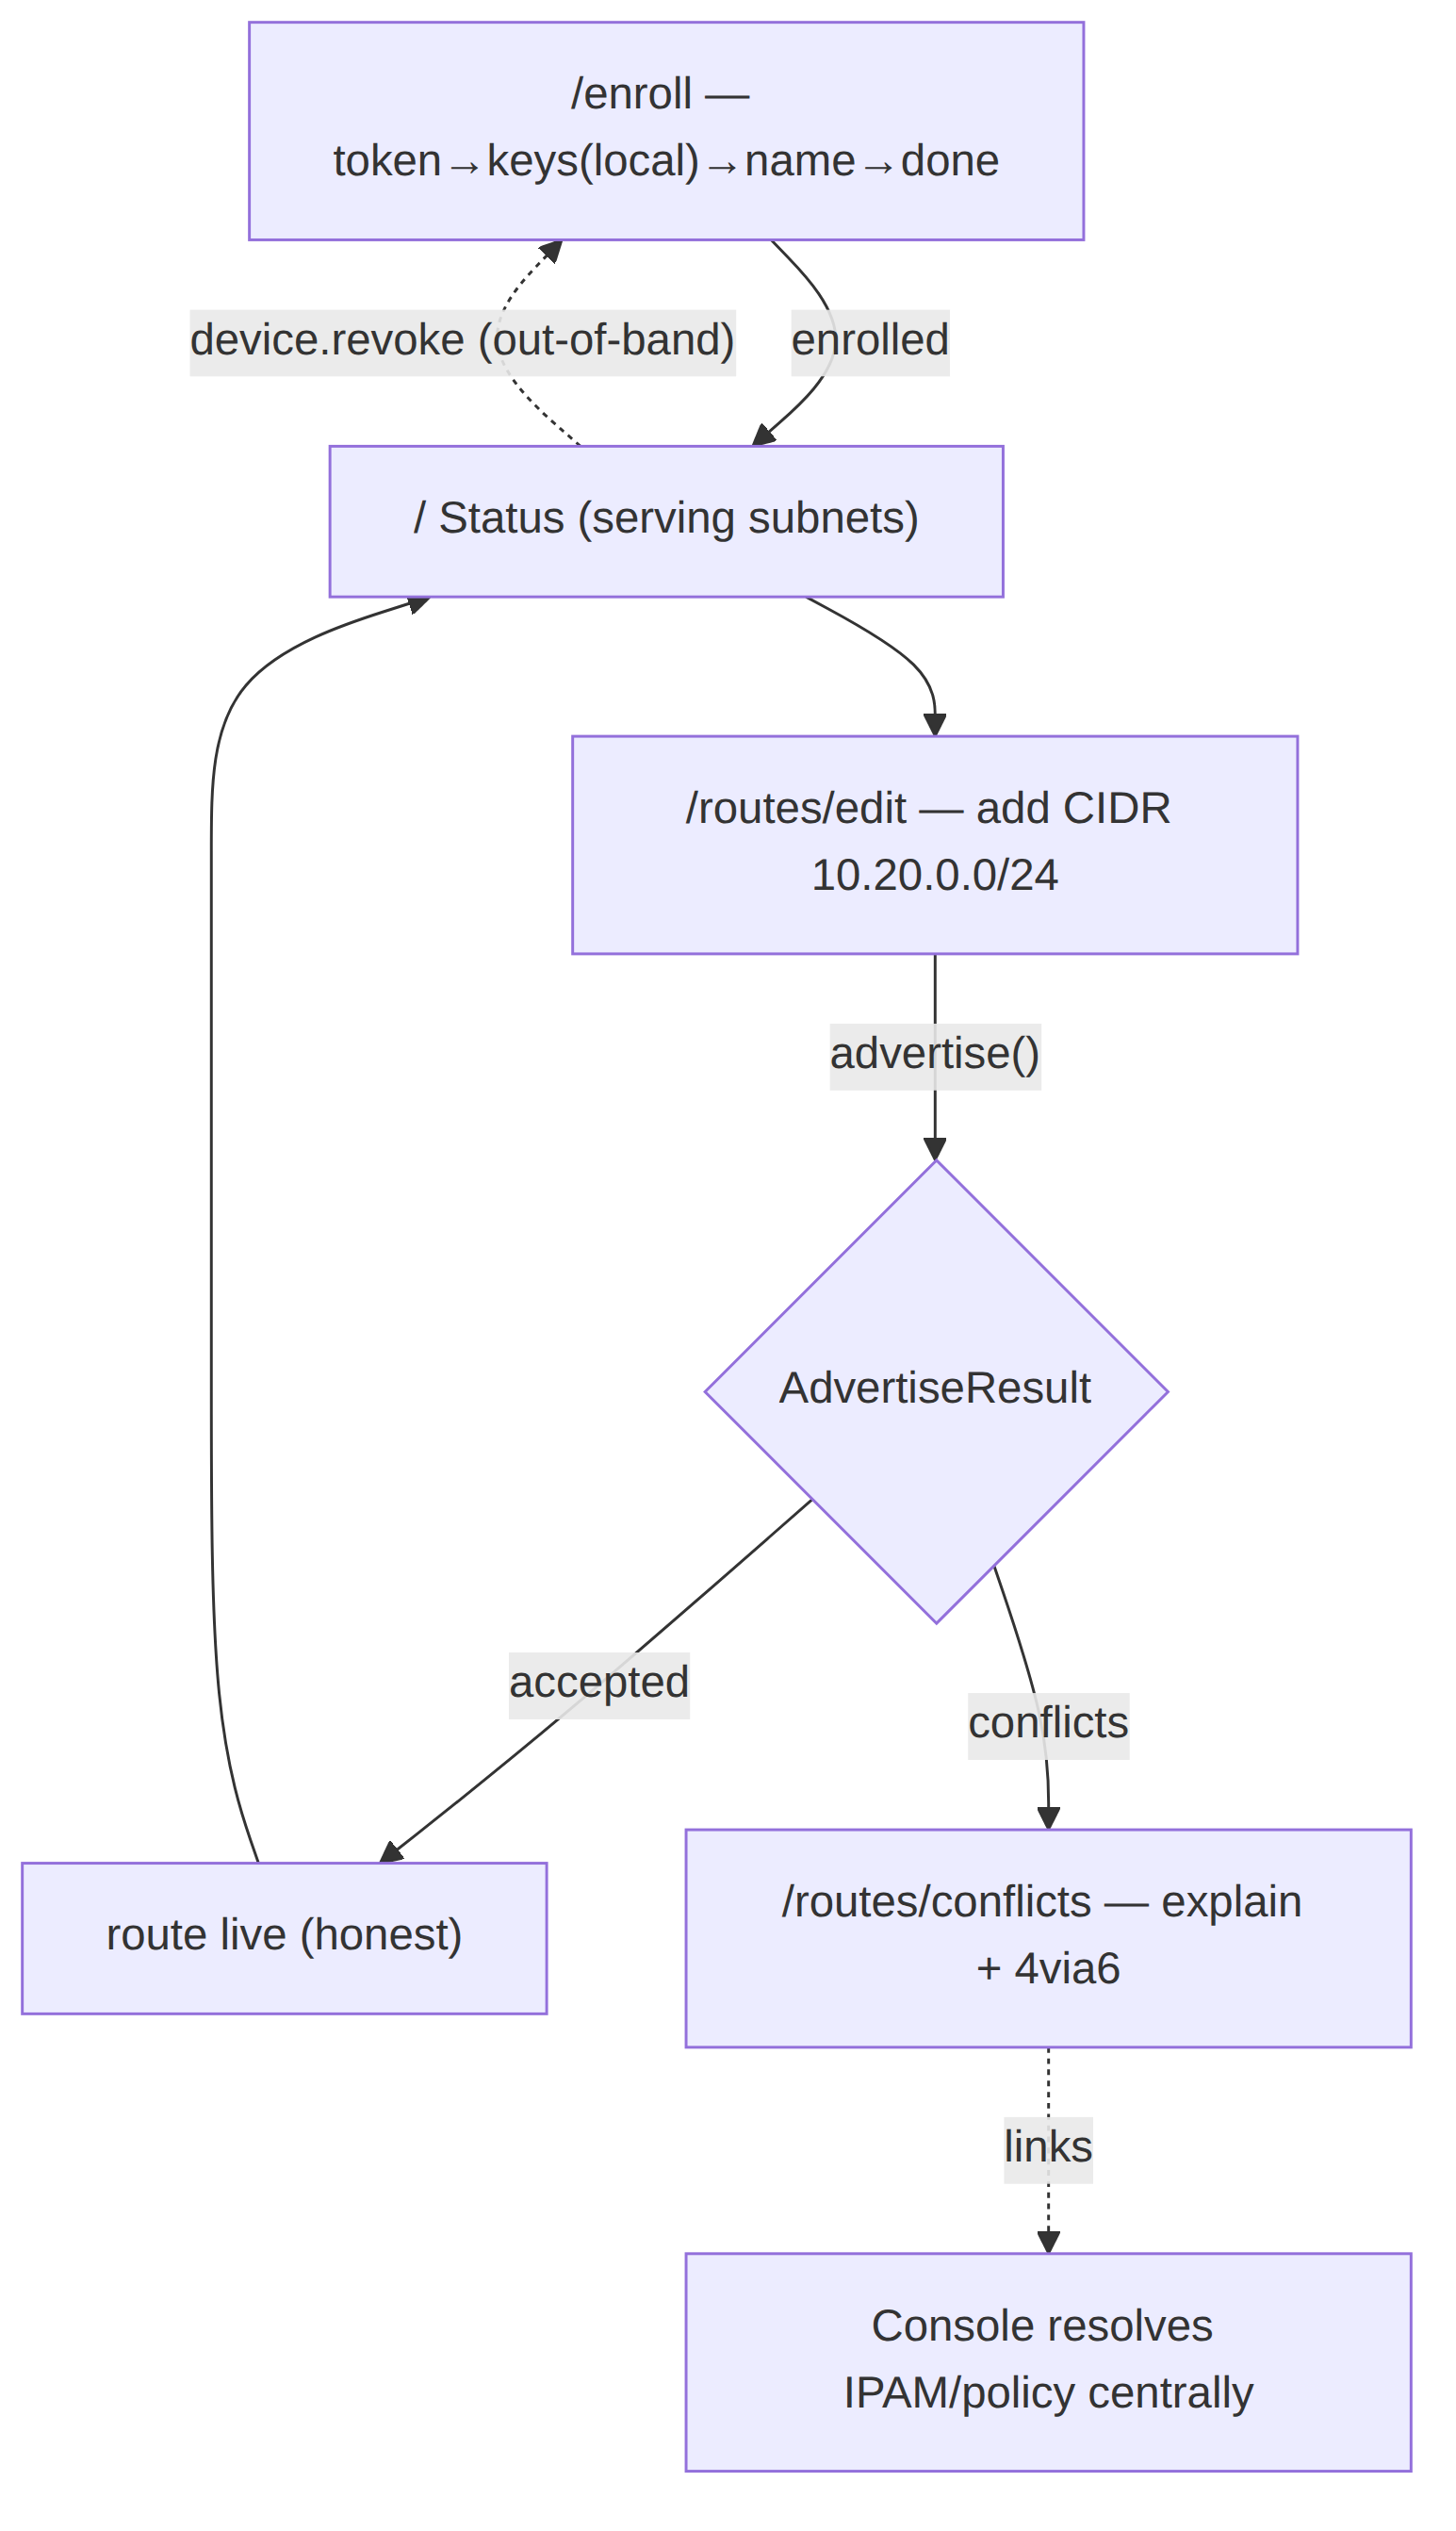 /enroll —
token→keys(local)→name→done
device.revoke (out-of-band)
enrolled
/ Status (serving subnets)
/routes/edit — add CIDR
10.20.0.0/24
advertise()
AdvertiseResult
accepted
conflicts
route live (honest)
/routes/conflicts — explain
+ 4via6
links
Console resolves
IPAM/policy centrally